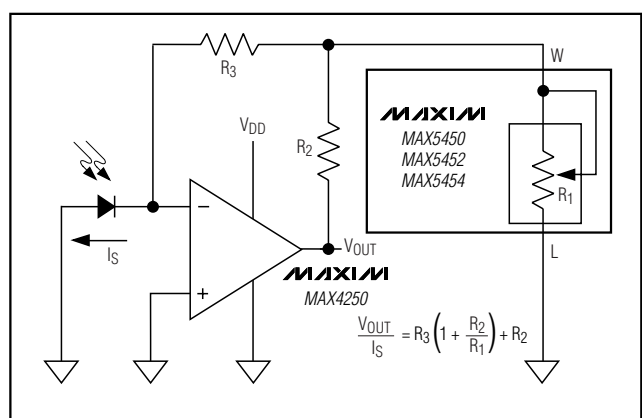 R3
W
MAXIM
MAX5450
MAX5452
MAX5454
VDD
R2
R1
IS
VOUT
MAXIM
MAX4250
L
VOUT/IS = R3(1 + R2/R1) + R2